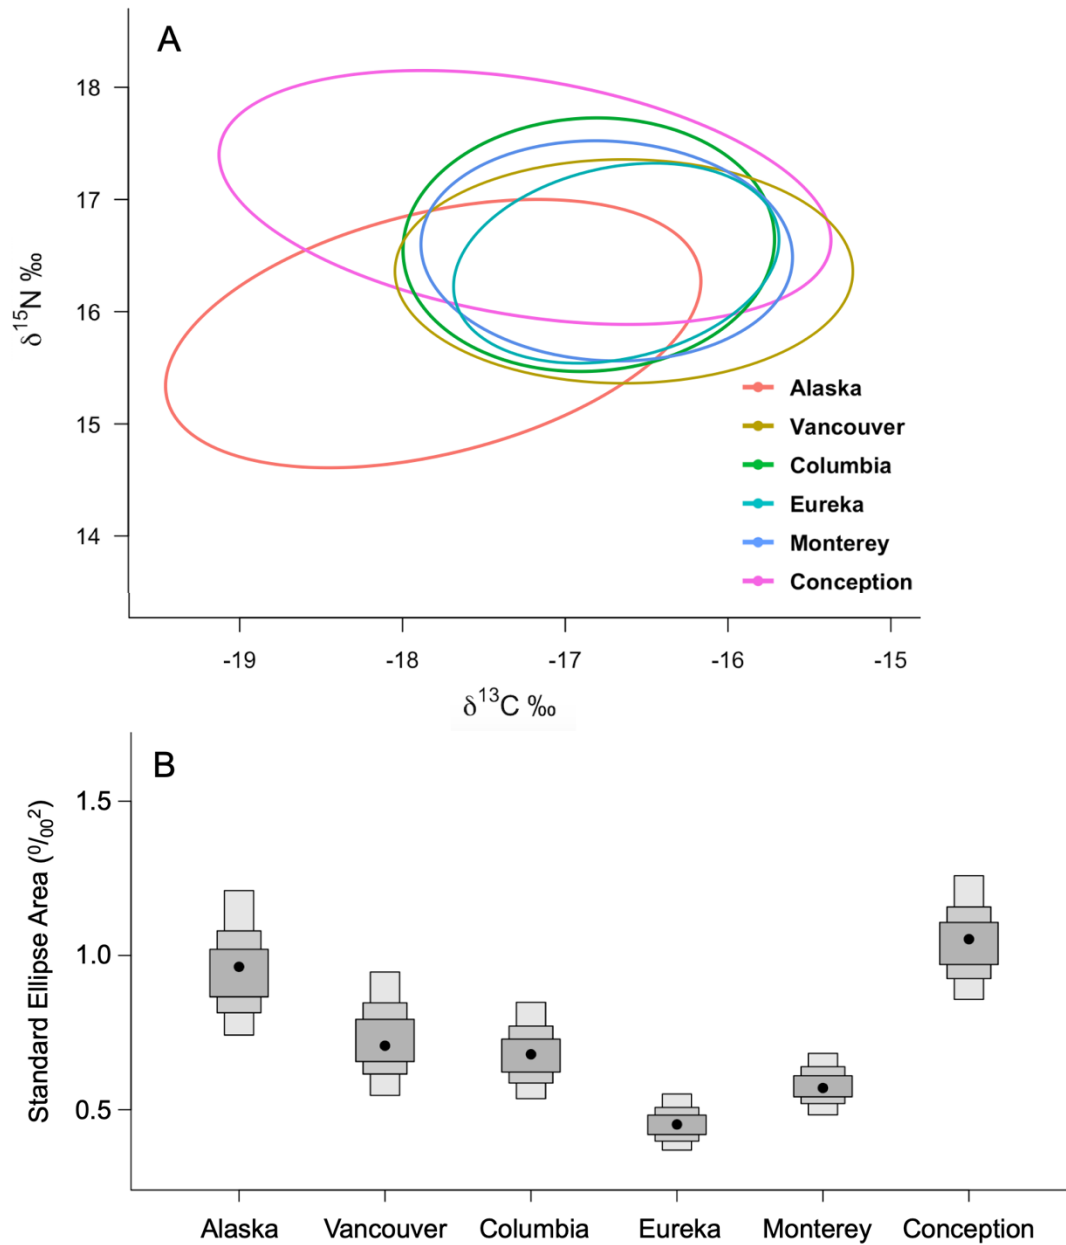 A
18
17
16
15
14
δ15N ‰
Alaska
Vancouver
Columbia
Eureka
Monterey
Conception
-19 -18 -17 -16 -15
δ13C ‰
B
1.5
1.0
0.5
Standard Ellipse Area (0/002)
Alaska Vancouver Columbia Eureka Monterey Conception